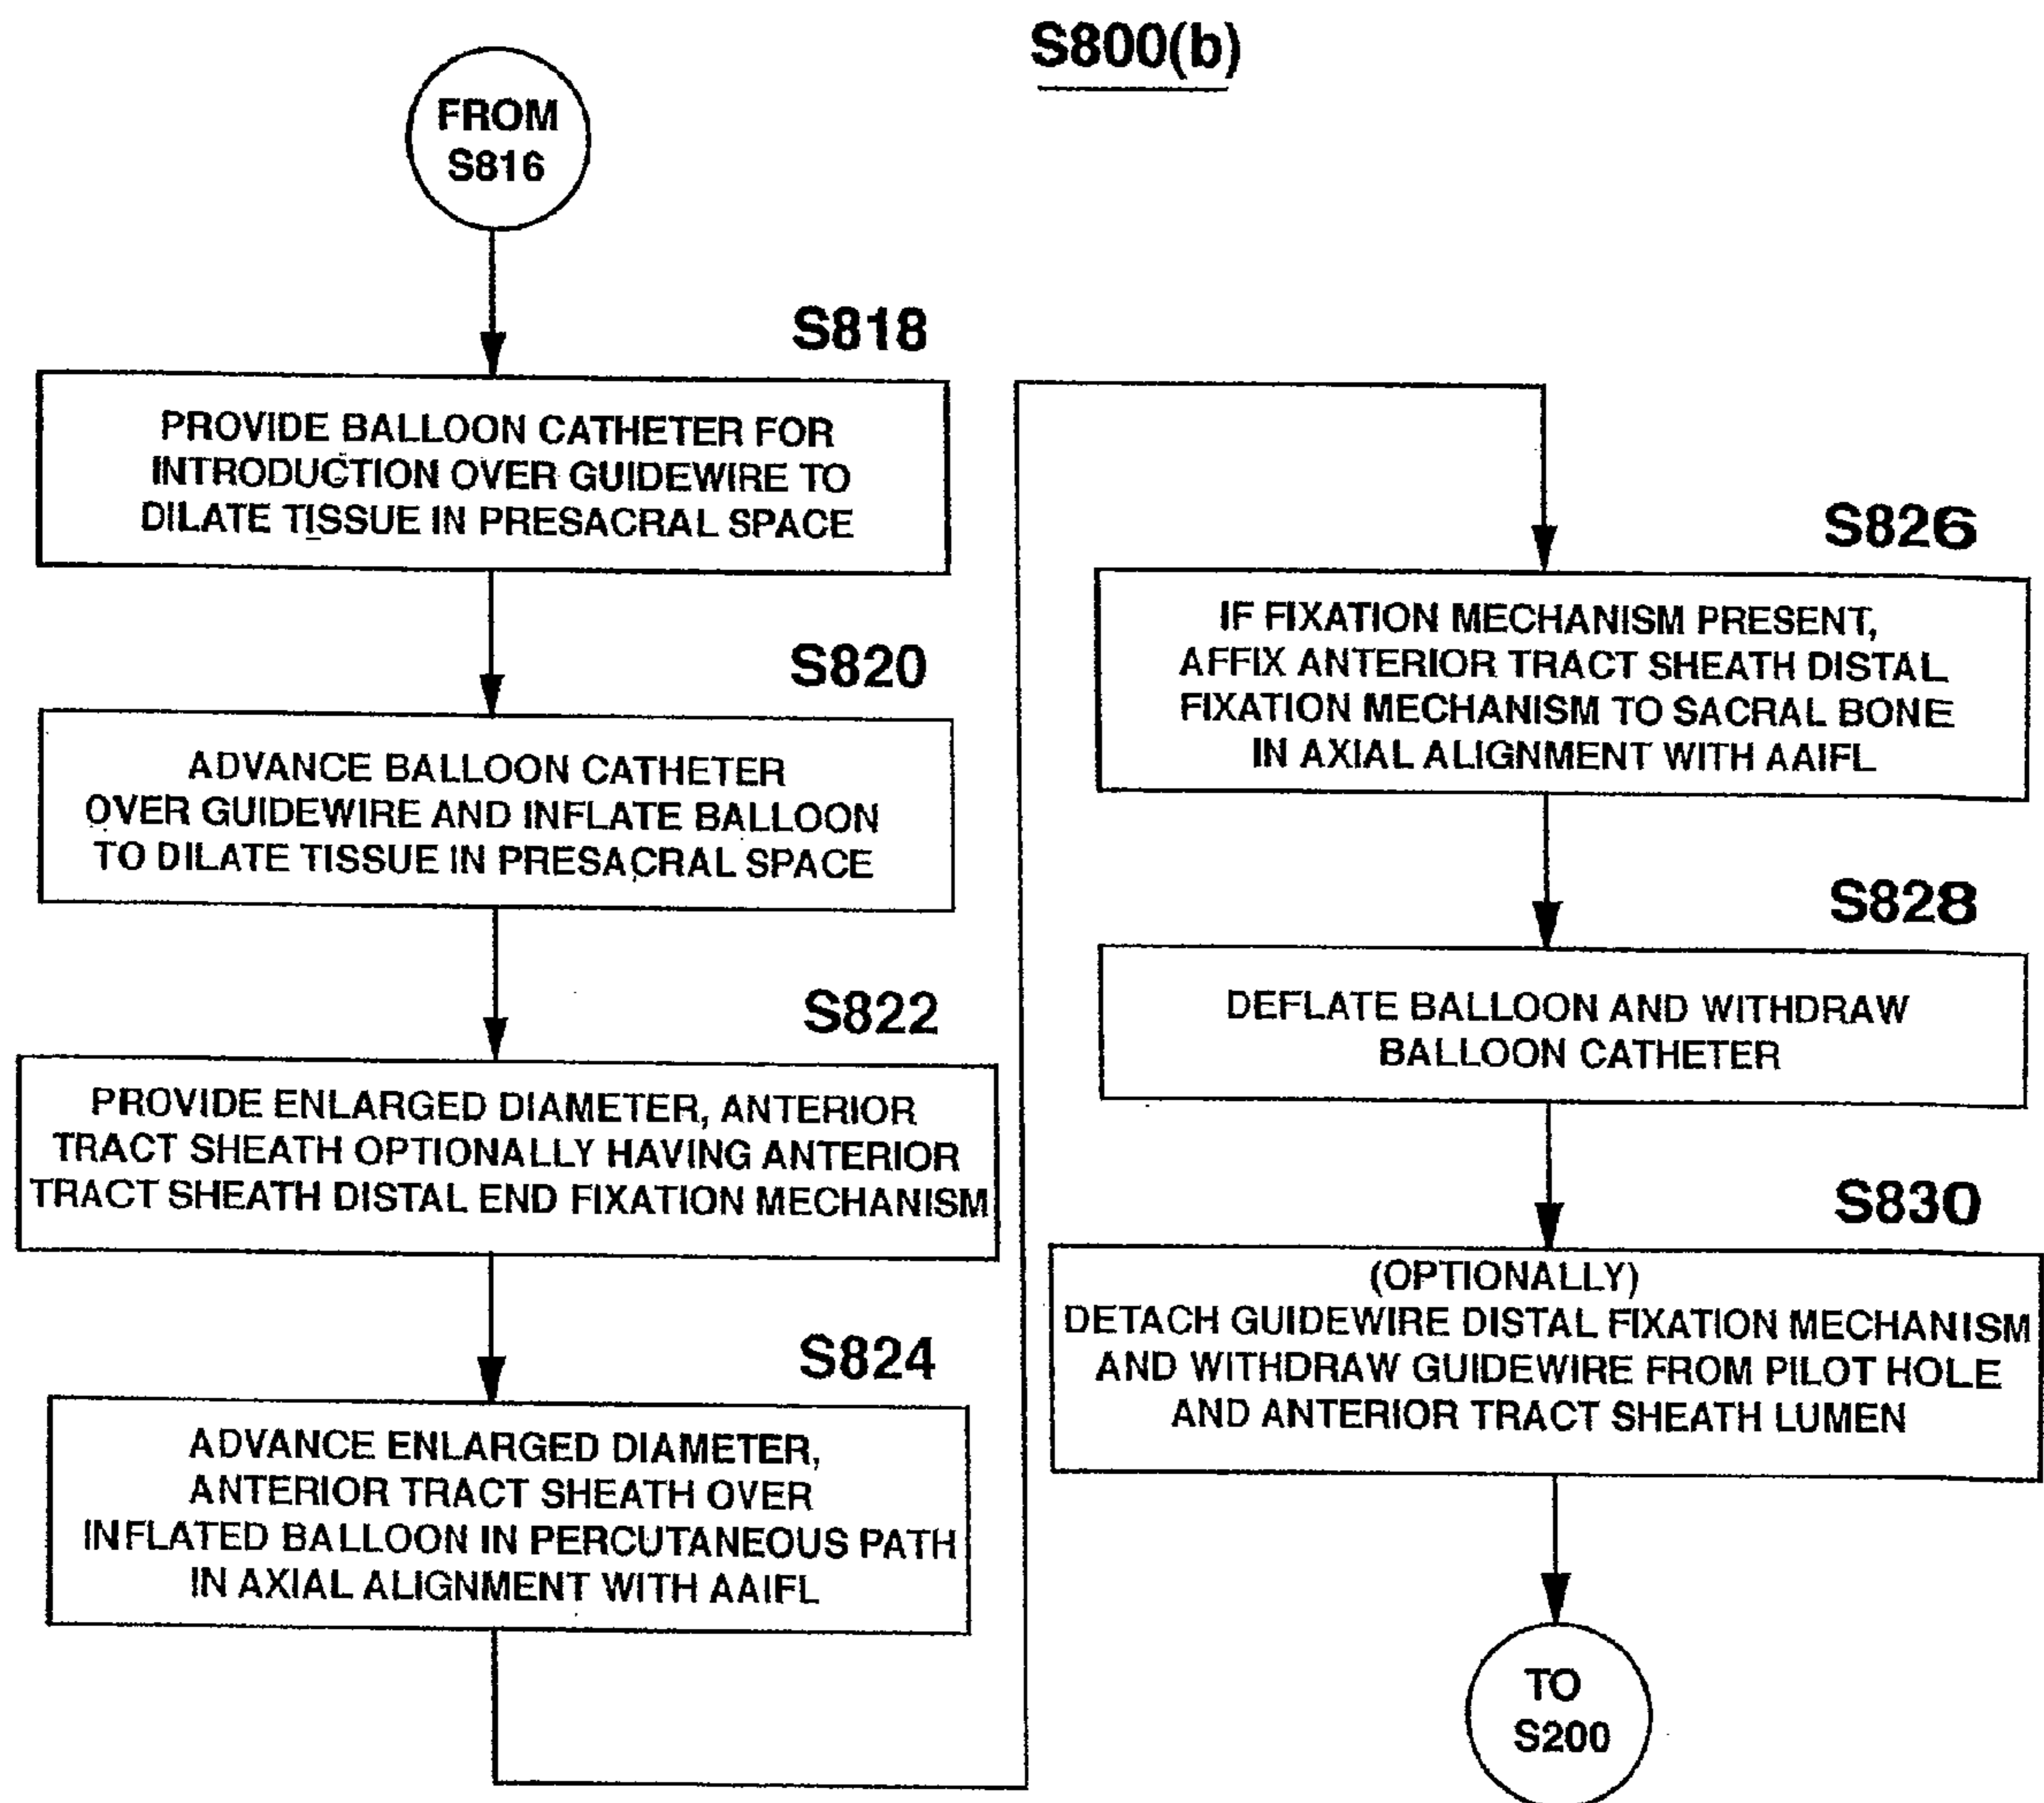 S800(b)
FROM
S816
S818
PROVIDE BALLOON CATHETER FOR
INTRODUCTION OVER GUIDEWIRE TO
DILATE TISSUE IN PRESACRAL SPACE
S820
ADVANCE BALLOON CATHETER
OVER GUIDEWIRE AND INFLATE BALLOON
TO DILATE TISSUE IN PRESACRAL SPACE
S822
PROVIDE ENLARGED DIAMETER, ANTERIOR
TRACT SHEATH OPTIONALLY HAVING ANTERIOR
TRACT SHEATH DISTAL END FIXATION MECHANISM
S824
ADVANCE ENLARGED DIAMETER,
ANTERIOR TRACT SHEATH OVER
INFLATED BALLOON IN PERCUTANEOUS PATH
IN AXIAL ALIGNMENT WITH AAIFL
S826
IF FIXATION MECHANISM PRESENT,
AFFIX ANTERIOR TRACT SHEATH DISTAL
FIXATION MECHANISM TO SACRAL BONE
IN AXIAL ALIGNMENT WITH AAIFL
S828
DEFLATE BALLOON AND WITHDRAW
BALLOON CATHETER
S830
(OPTIONALLY)
DETACH GUIDEWIRE DISTAL FIXATION MECHANISM
AND WITHDRAW GUIDEWIRE FROM PILOT HOLE
AND ANTERIOR TRACT SHEATH LUMEN
TO
S200